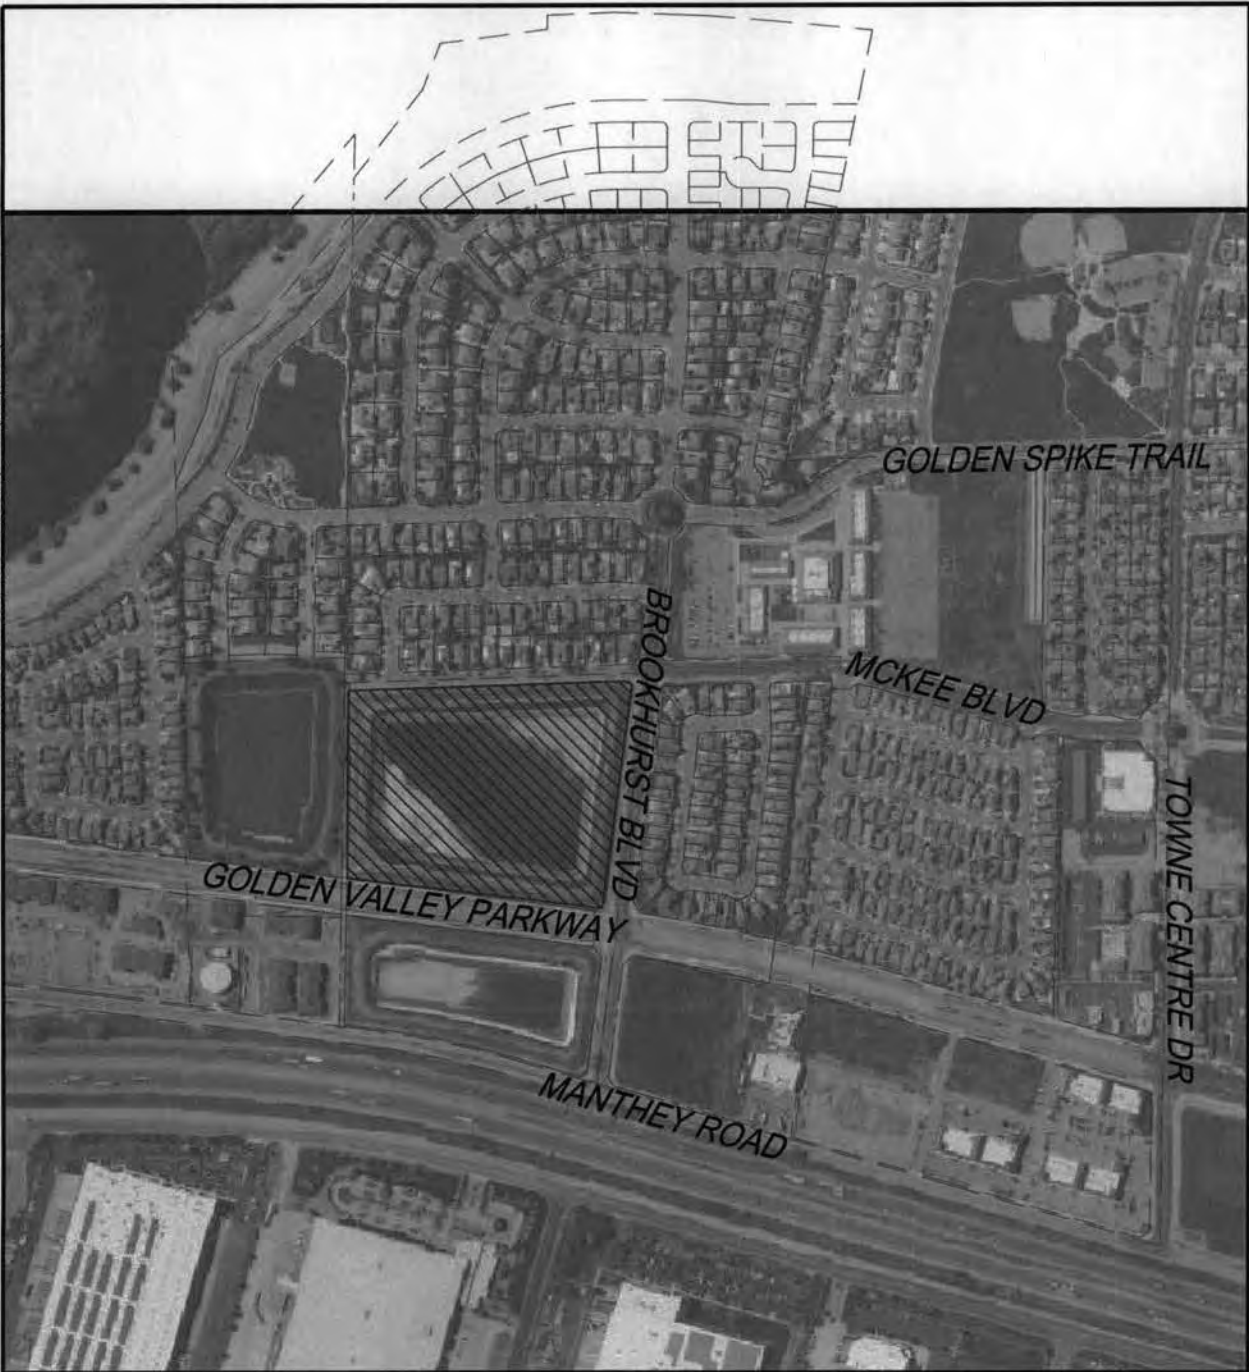 GOLDEN SPIKE TRAIL
BROOKHURST BLVD
MCKEE BLVD
TOWNE CENTRE DR
GOLDEN VALLEY PARKWAY
MANTHEY ROAD